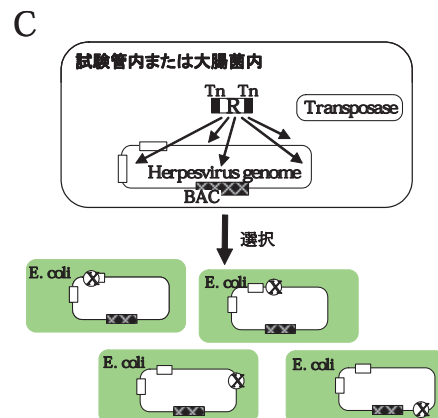 C
試験管内または大腸菌内
Tn Tn
R
Transposase
Herpesvirus genome
BAC
選択
E. coli
X
E. coli
X
E. coli
X
E. coli
X